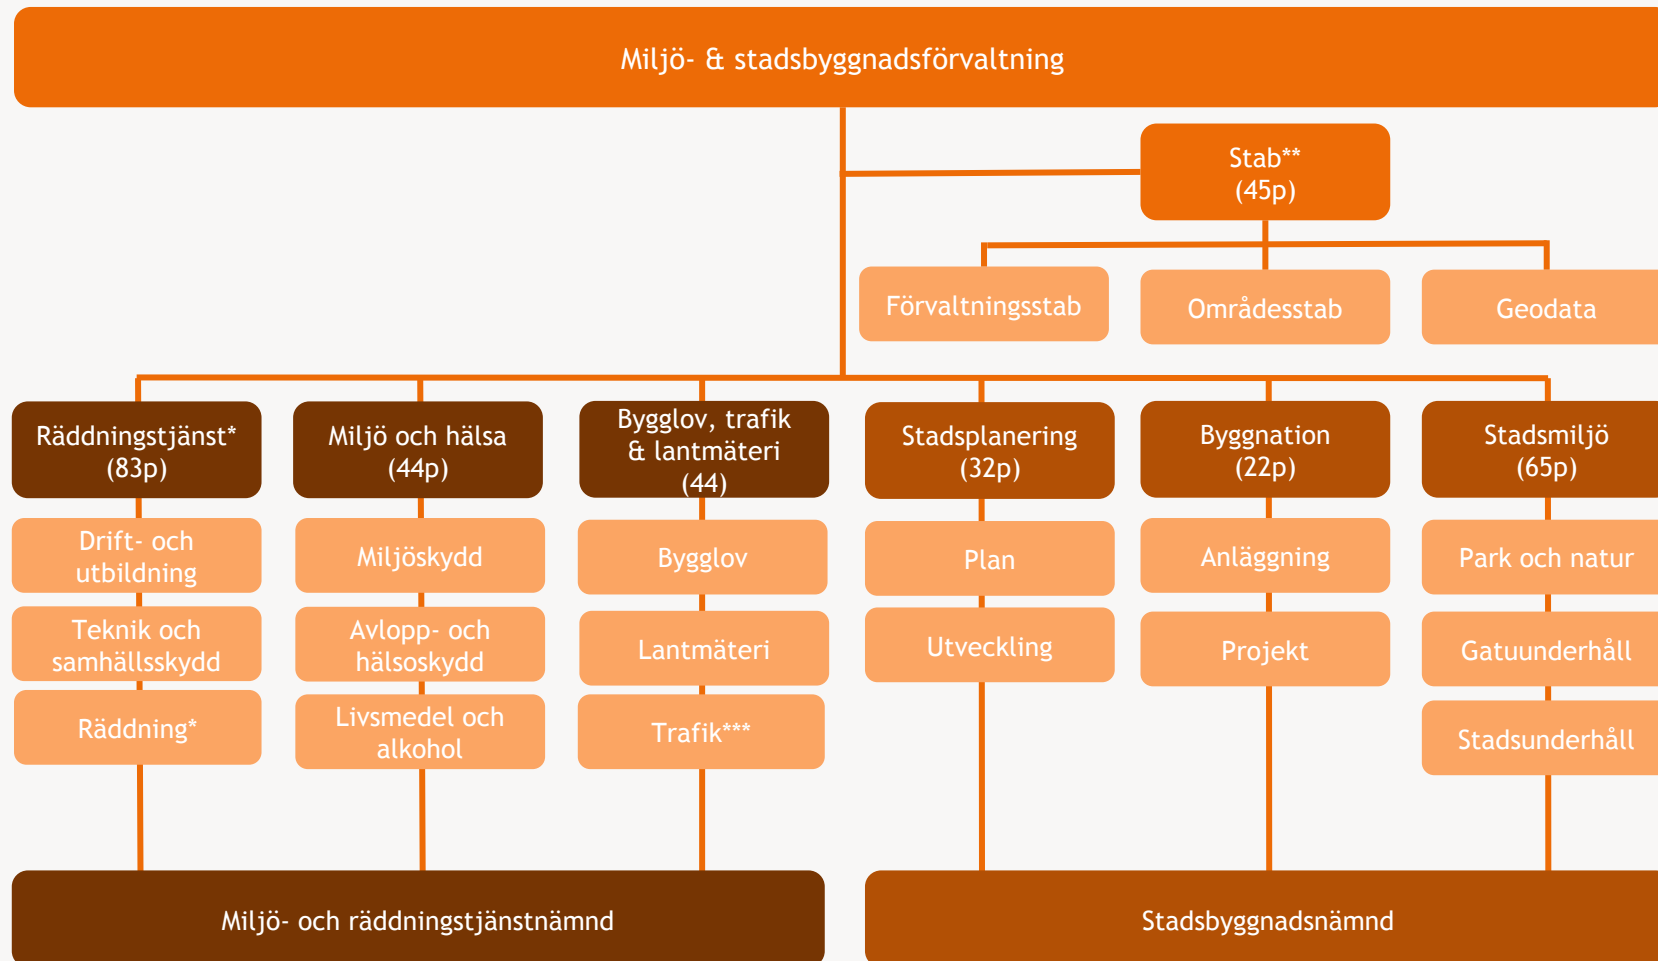 Miljö- & stadsbyggnadsförvaltning
Stab**
(45p)
Förvaltningsstab
Områdesstab
Geodata
Räddningstjänst*
(83p)
Miljö och hälsa
(44p)
Bygglov, trafik
& lantmäteri
(44)
Stadsplanering
(32p)
Byggnation
(22p)
Stadsmiljö
(65p)
Drift- och
utbildning
Miljöskydd
Bygglov
Plan
Anläggning
Park och natur
Teknik och
samhällsskydd
Avlopp- och
hälsoskydd
Lantmäteri
Utveckling
Projekt
Gatuunderhåll
Räddning*
Livsmedel och
alkohol
Trafik***
Stadsunderhåll
Miljö- och räddningstjänstnämnd
Stadsbyggnadsnämnd